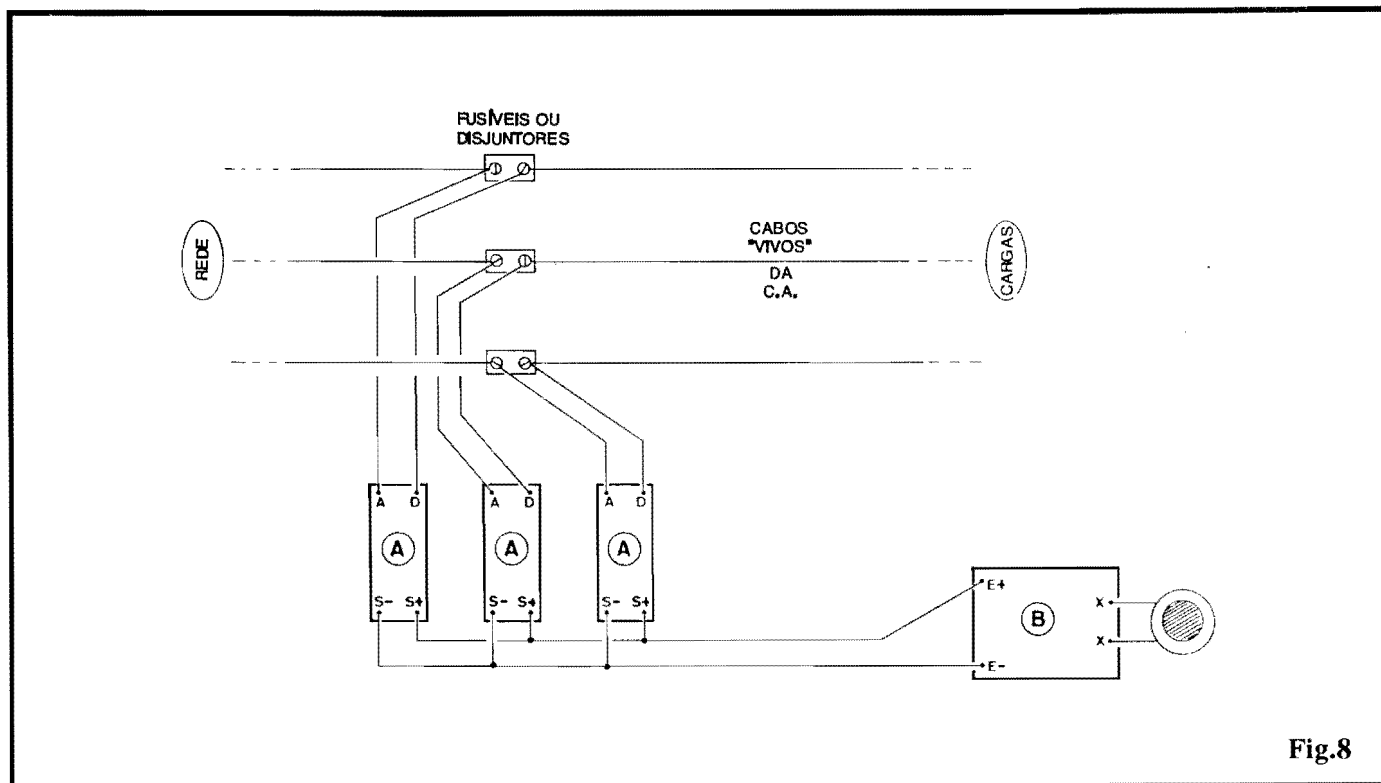 FUSÍVEIS OU
DISJUNTORES
REDE
CABOS
"VIVOS"
DA
C.A.
CARGAS
A D
A D
A D
A
A
A
S- S+
S- S+
S- S+
E+
B
X
X
E-
Fig.8